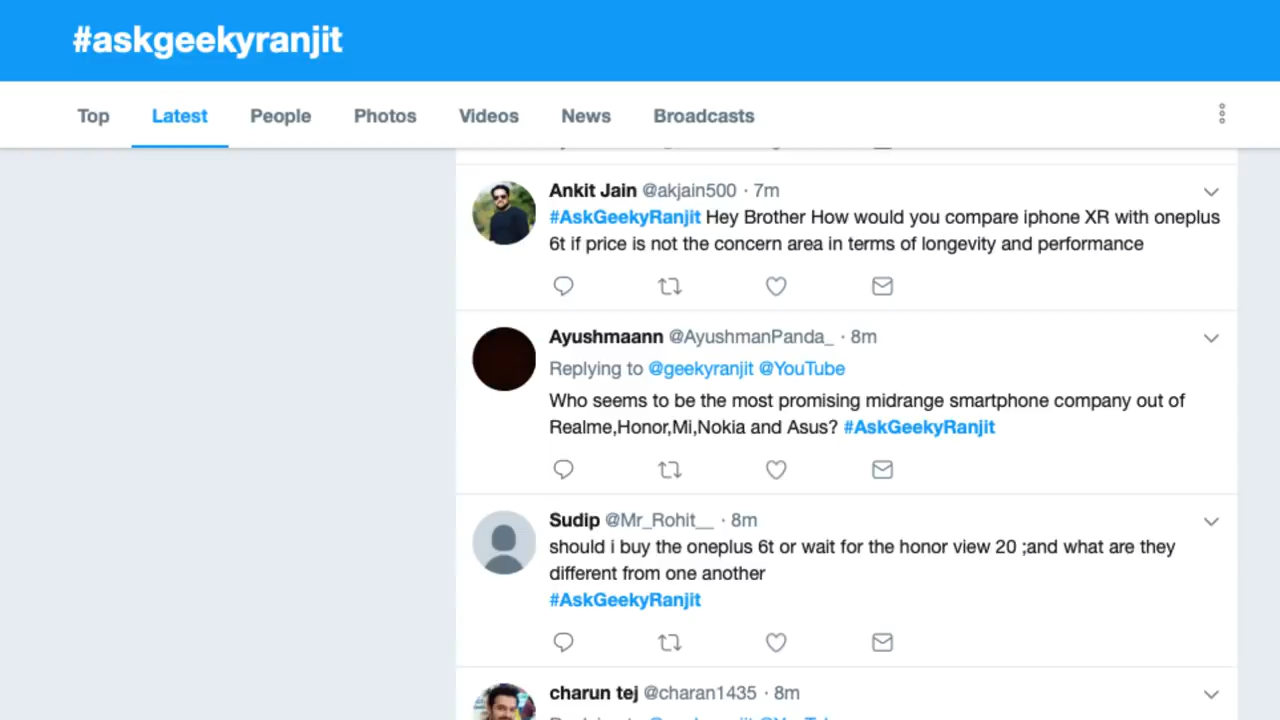 #askgeekyranjit
Top Latest People Photos Videos News Broadcasts
Ankit Jain @akjain500 · 7m
#AskGeekyRanjit Hey Brother How would you compare iphone XR with oneplus
6t if price is not the concern area in terms of longevity and performance
Ayushmaann @AyushmanPanda_ · 8m
Replying to @geekyranjit @YouTube
Who seems to be the most promising midrange smartphone company out of
Realme,Honor,Mi,Nokia and Asus? #AskGeekyRanjit
Sudip @Mr_Rohit__ · 8m
should i buy the oneplus 6t or wait for the honor view 20 ;and what are they
different from one another
#AskGeekyRanjit
charun tej @charan1435 · 8m